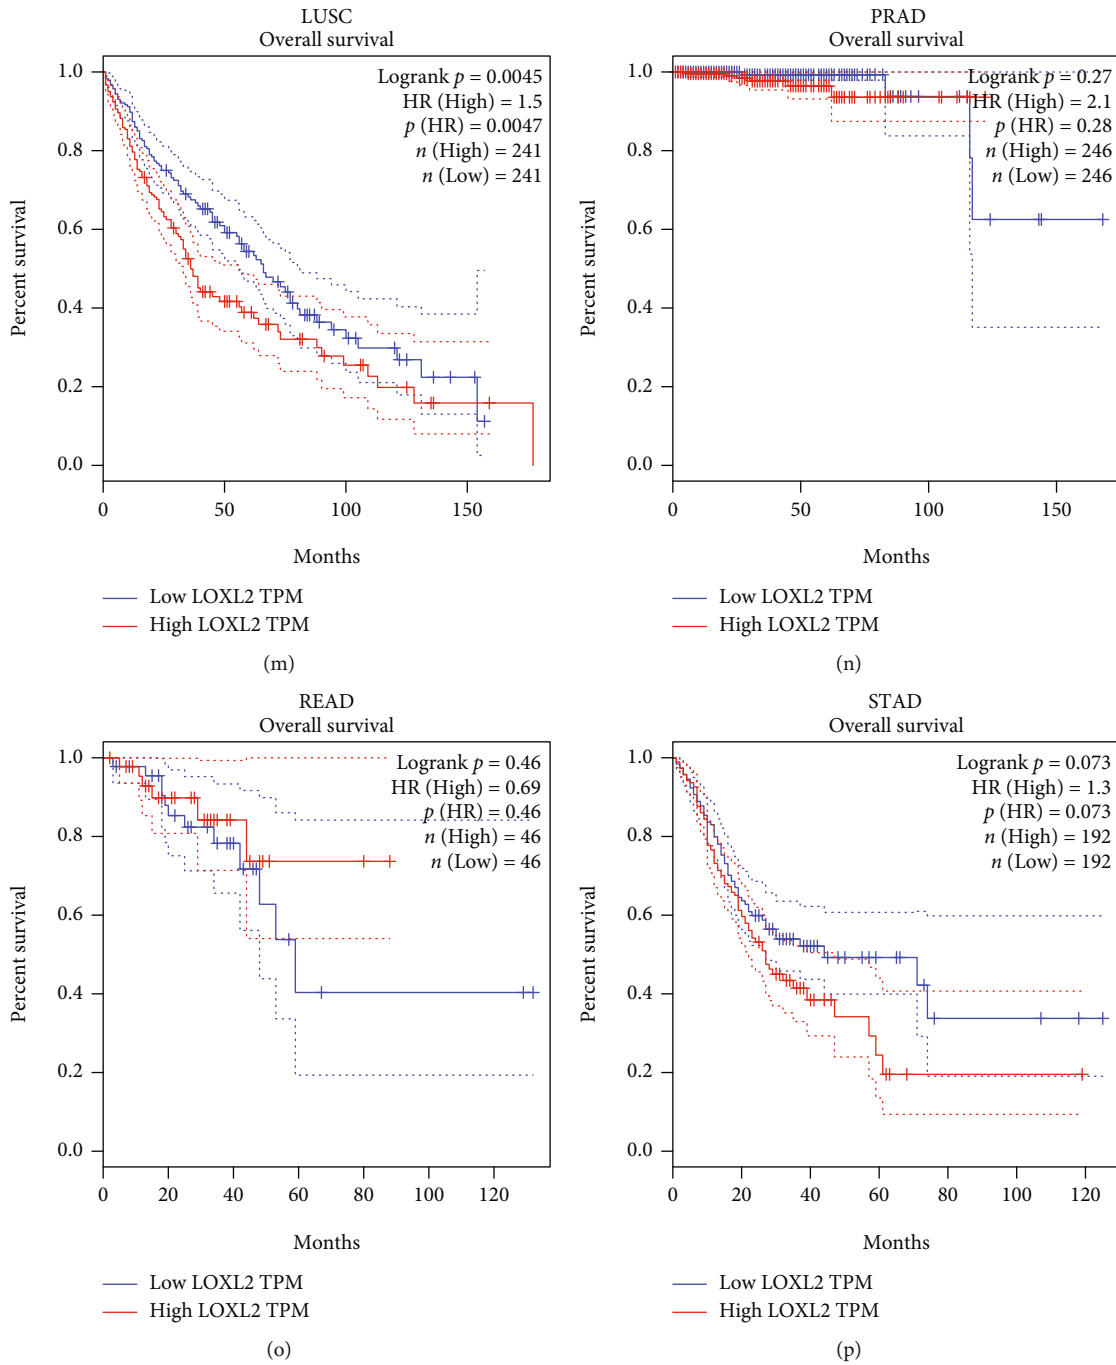 LUSC
Overall survival
Logrank p = 0.0045
HR (High) = 1.5
p (HR) = 0.0047
n (High) = 241
n (Low) = 241
Percent survival
1.0
0.8
0.6
0.4
0.2
0.0
0 50 100 150
Months
Low LOXL2 TPM
High LOXL2 TPM
(m)
PRAD
Overall survival
Logrank p = 0.27
HR (High) = 2.1
p (HR) = 0.28
n (High) = 246
n (Low) = 246
Percent survival
1.0
0.8
0.6
0.4
0.2
0.0
0 50 100 150
Months
Low LOXL2 TPM
High LOXL2 TPM
(n)
READ
Overall survival
Logrank p = 0.46
HR (High) = 0.69
p (HR) = 0.46
n (High) = 46
n (Low) = 46
Percent survival
1.0
0.8
0.6
0.4
0.2
0.0
0 20 40 60 80 100 120
Months
Low LOXL2 TPM
High LOXL2 TPM
(o)
STAD
Overall survival
Logrank p = 0.073
HR (High) = 1.3
p (HR) = 0.073
n (High) = 192
n (Low) = 192
Percent survival
1.0
0.8
0.6
0.4
0.2
0.0
0 20 40 60 80 100 120
Months
Low LOXL2 TPM
High LOXL2 TPM
(p)